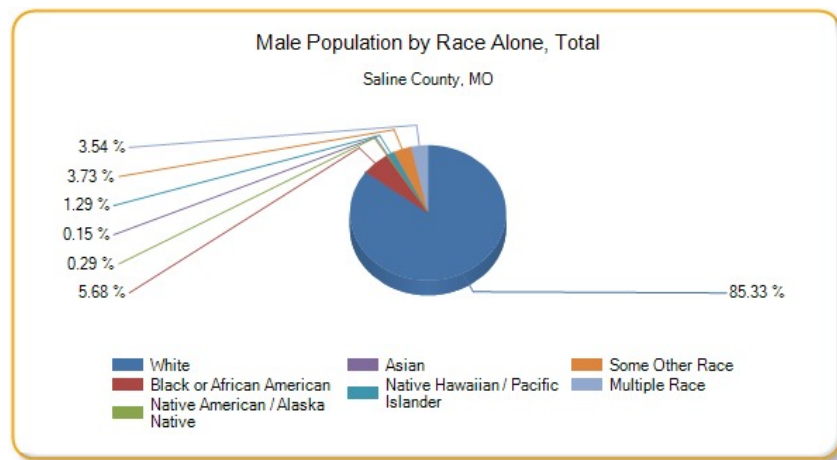 Male Population by Race Alone, Total
Saline County, MO
3.54 %
3.73 %
1.29 %
0.15 %
0.29 %
5.68 %
85.33 %
White
Black or African American
Native American / Alaska
Native
Asian
Native Hawaiian / Pacific
Islander
Some Other Race
Multiple Race